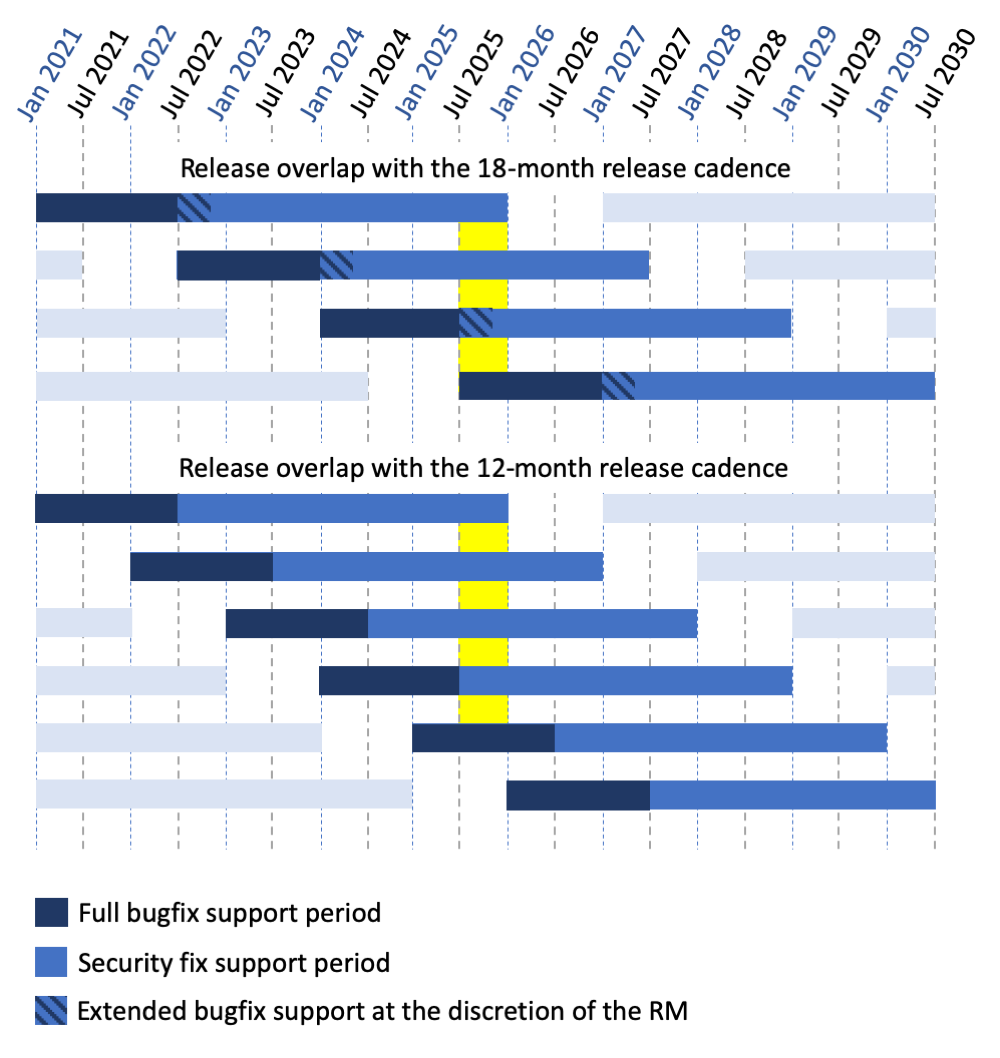 Jan 2021
Jul 2021
Jan 2022
Jul 2022
Jan 2023
Jul 2023
Jan 2024
Jul 2024
Jan 2025
Jul 2025
Jan 2026
Jul 2026
Jan 2027
Jul 2027
Jan 2028
Jul 2028
Jan 2029
Jul 2029
Jan 2030
Jul 2030
Release overlap with the 18-month release cadence
Release overlap with the 12-month release cadence
Full bugfix support period
Security fix support period
Extended bugfix support at the discretion of the RM